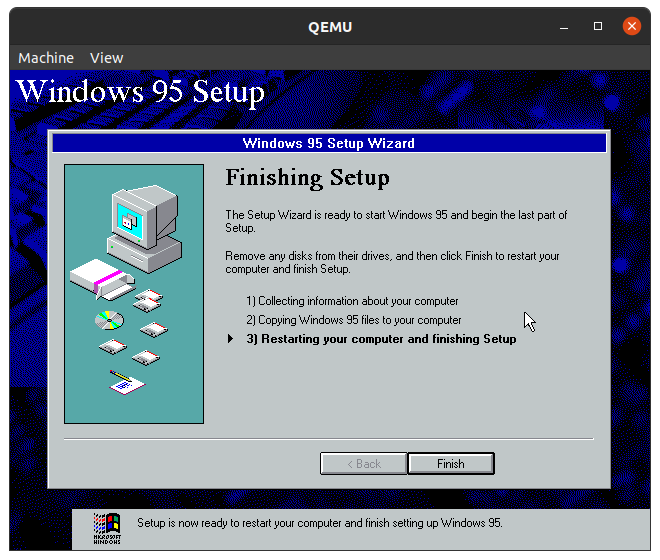 QEMU
Machine View
Windows 95 Setup
Windows 95 Setup Wizard
Finishing Setup
The Setup Wizard is ready to start Windows 95 and begin the last part of
Setup.
Remove any disks from their drives, and then click Finish to restart your
computer and finish Setup.
1) Collecting information about your computer
2) Copying Windows 95 files to your computer
3) Restarting your computer and finishing Setup
< Back Finish
Setup is now ready to restart your computer and finish setting up Windows 95.
MICROSOFT
WINDOWS